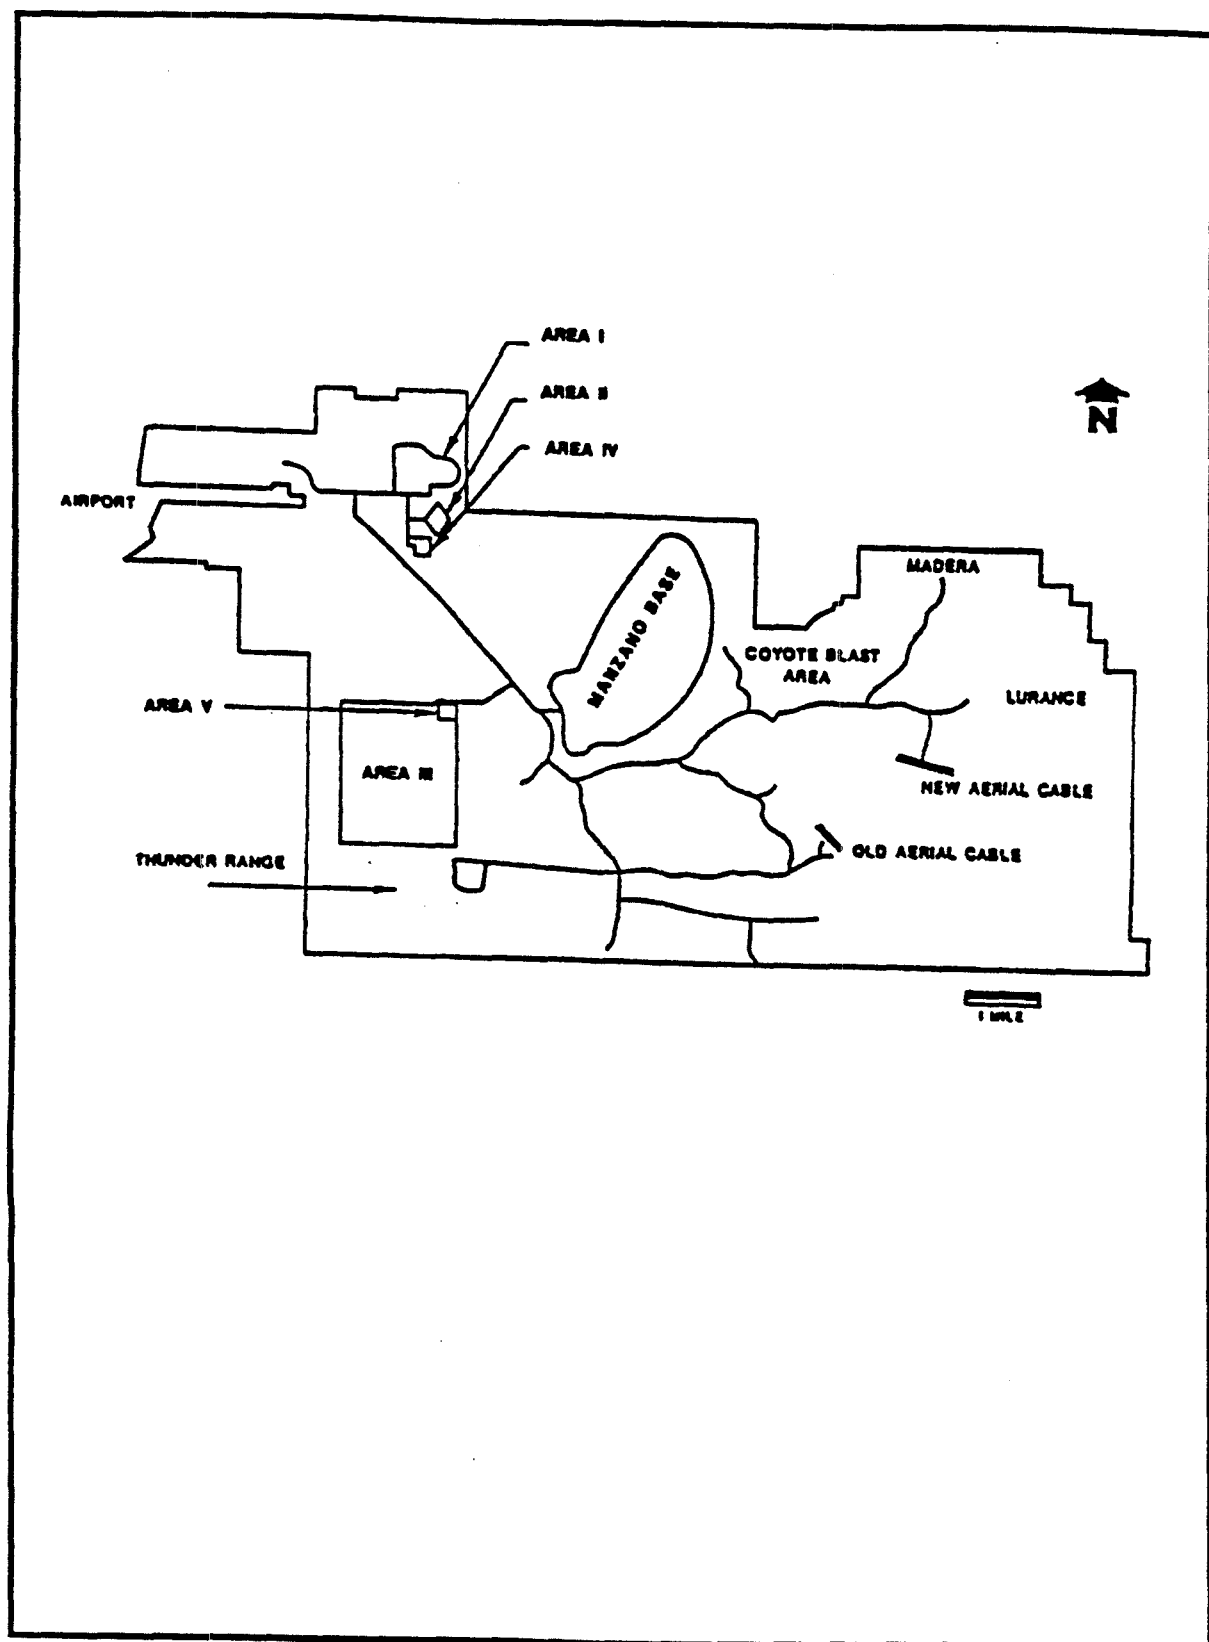 AREA I
AREA II
N
AREA IV
AIRPORT
MADERA
MANZANO BASE
COYOTE BLAST
AREA
LURANCE
AREA V
AREA III
NEW AERIAL CABLE
OLD AERIAL CABLE
THUNDER RANGE
1 MILE